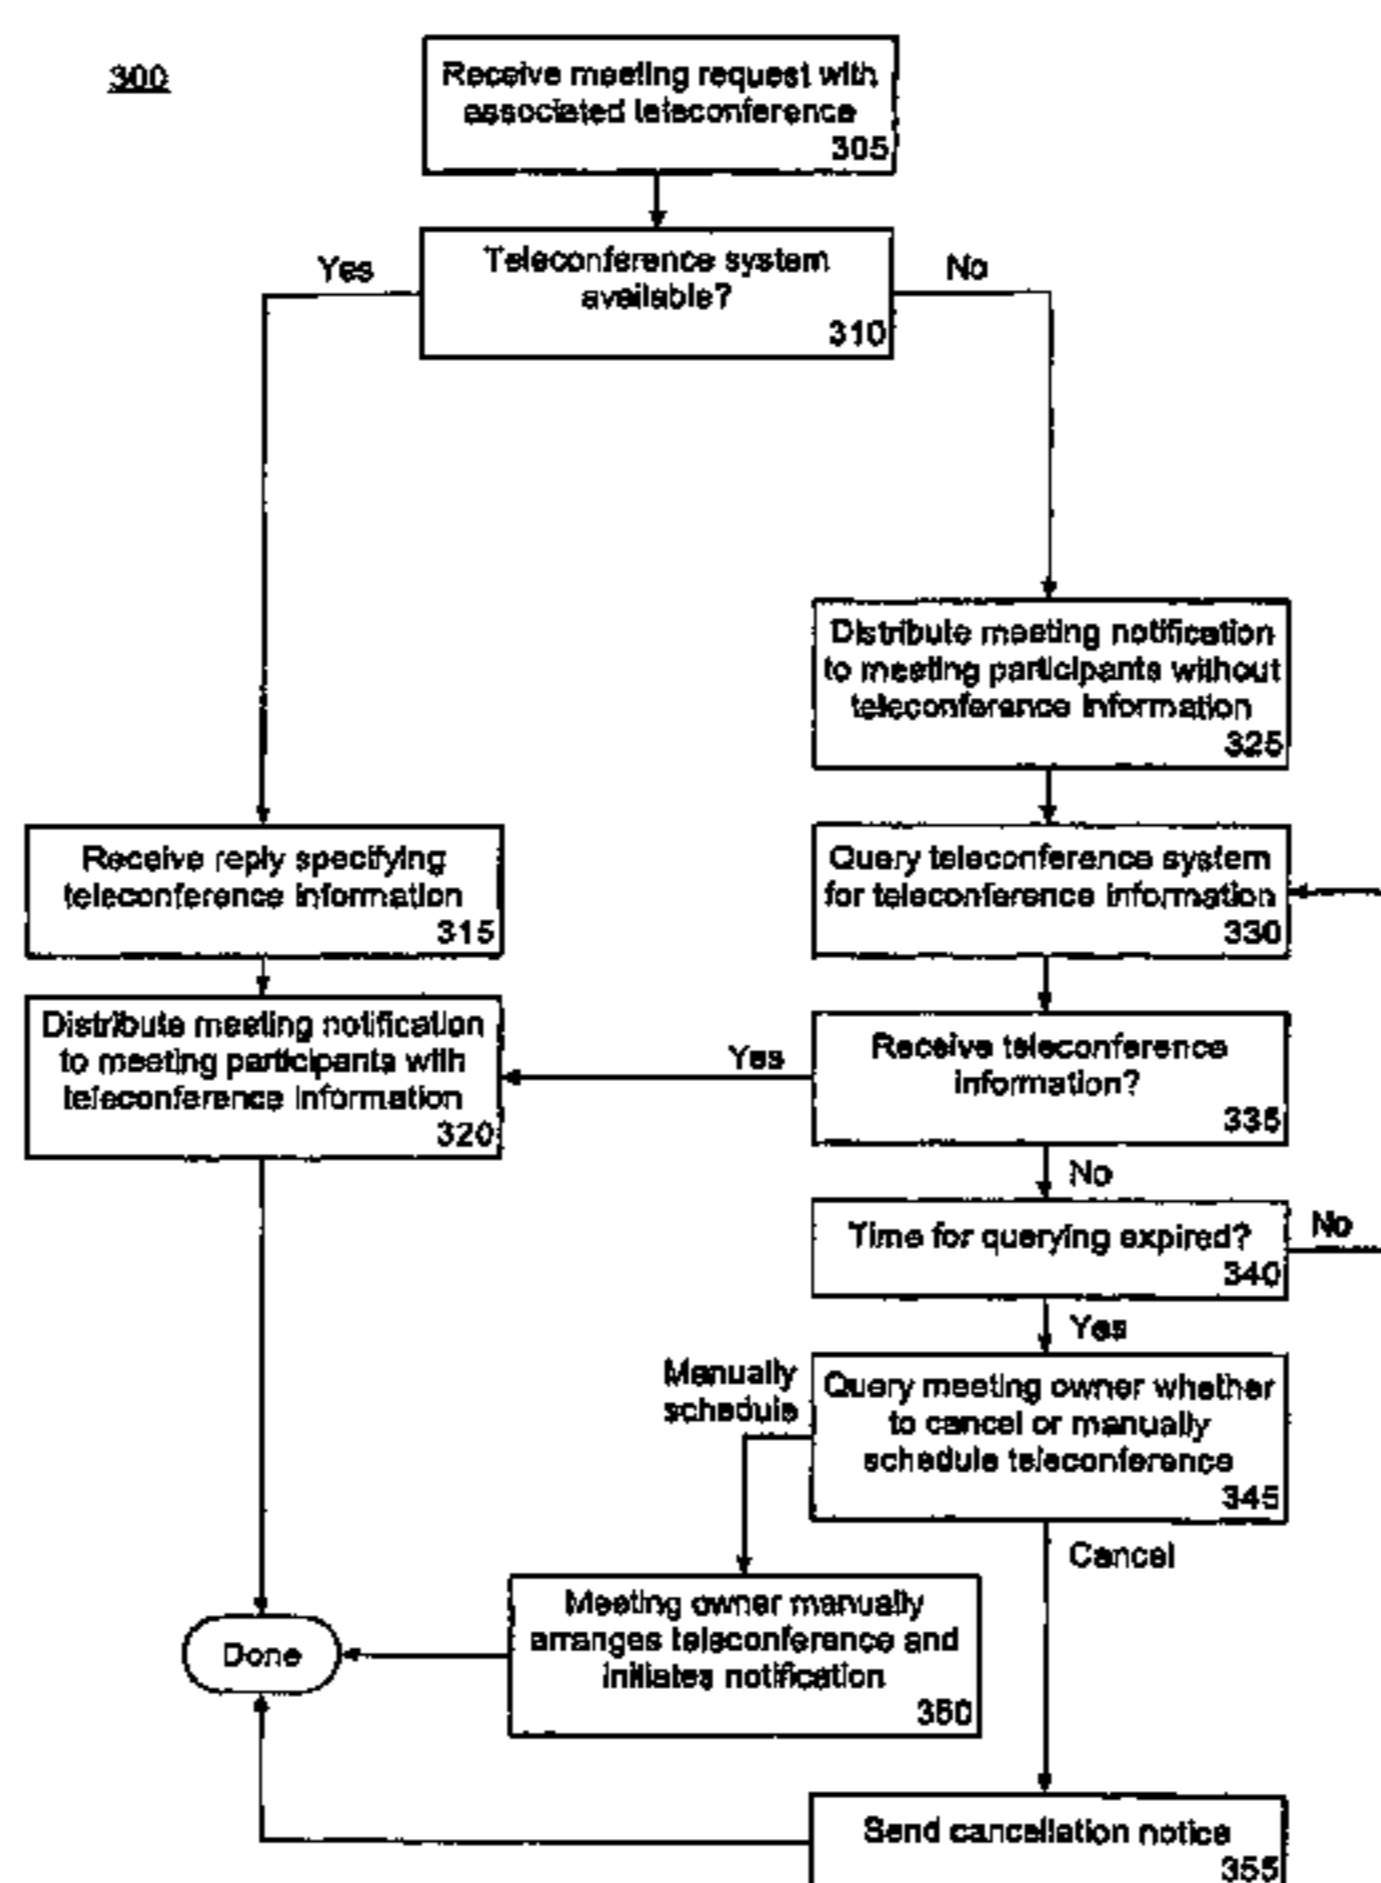 300
Receive meeting request with
associated teleconference
305
Teleconference system
available?
310
Yes
No
Distribute meeting notification
to meeting participants without
teleconference information
325
Receive reply specifying
teleconference information
315
Query teleconference system
for teleconference information
330
Distribute meeting notification
to meeting participants with
teleconference information
320
Yes
Receive teleconference
information?
335
No
Time for querying expired?
340
No
Yes
Manually
schedule
Query meeting owner whether
to cancel or manually
schedule teleconference
345
Cancel
Meeting owner manually
arranges teleconference and
initiates notification
350
Done
Send cancellation notice
355